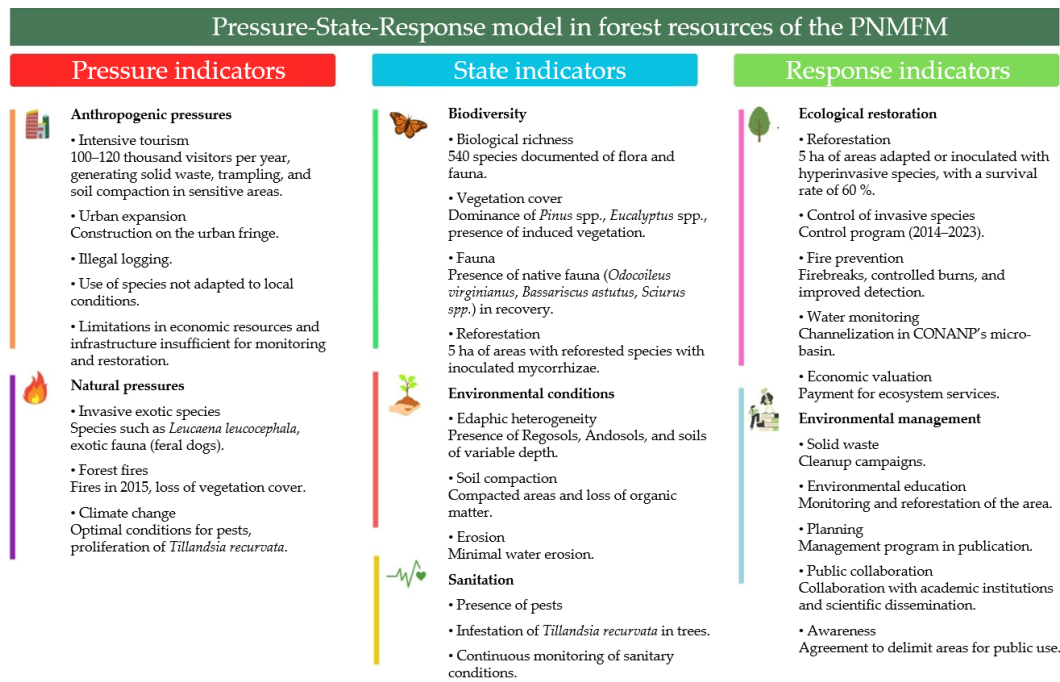 Pressure-State-Response model in forest resources of the PNMFM
Pressure indicators
Anthropogenic pressures
• Intensive tourism
100–120 thousand visitors per year,
generating solid waste, trampling, and
soil compaction in sensitive areas.
• Urban expansion
Construction on the urban fringe.
• Illegal logging.
• Use of species not adapted to local
conditions.
• Limitations in economic resources and
infrastructure insufficient for monitoring
and restoration.
Natural pressures
• Invasive exotic species
Species such as Leucaena leucocephala,
exotic fauna (feral dogs).
• Forest fires
Fires in 2015, loss of vegetation cover.
• Climate change
Optimal conditions for pests,
proliferation of Tillandsia recurvata.
State indicators
Biodiversity
• Biological richness
540 species documented of flora and
fauna.
• Vegetation cover
Dominance of Pinus spp., Eucalyptus spp.,
presence of induced vegetation.
• Fauna
Presence of native fauna (Odocoileus
virginianus, Bassariscus astutus, Sciurus
spp.) in recovery.
• Reforestation
5 ha of areas with reforested species with
inoculated mycorrhizae.
Environmental conditions
• Edaphic heterogeneity
Presence of Regosols, Andosols, and soils
of variable depth.
• Soil compaction
Compacted areas and loss of organic
matter.
• Erosion
Minimal water erosion.
Sanitation
• Presence of pests
• Infestation of Tillandsia recurvata in trees.
• Continuous monitoring of sanitary
conditions.
Response indicators
Ecological restoration
• Reforestation
5 ha of areas adapted or inoculated with
hyperinvasive species, with a survival
rate of 60 %.
• Control of invasive species
Control program (2014–2023).
• Fire prevention
Firebreaks, controlled burns, and
improved detection.
• Water monitoring
Channelization in CONANP's micro-
basin.
• Economic valuation
Payment for ecosystem services.
Environmental management
• Solid waste
Cleanup campaigns.
• Environmental education
Monitoring and reforestation of the area.
• Planning
Management program in publication.
• Public collaboration
Collaboration with academic institutions
and scientific dissemination.
• Awareness
Agreement to delimit areas for public use.